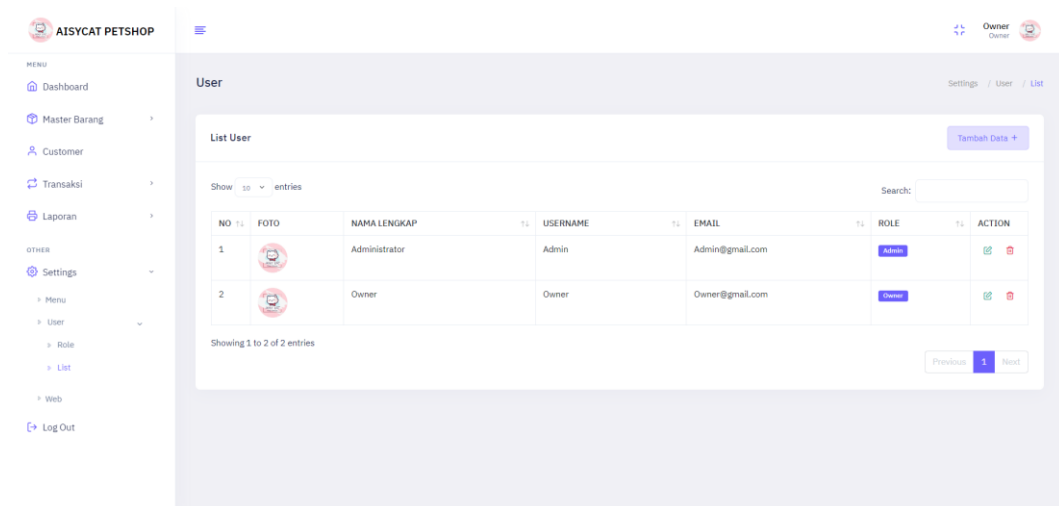 AISYCAT PETSHOP
Owner
Owner
MENU
Dashboard
Master Barang
Customer
Transaksi
Laporan
OTHER
Settings
Menu
User
Role
List
Web
Log Out
User
Settings / User / List
List User
Tambah Data +
Show 10 entries
Search:
NO FOTO NAMA LENGKAP USERNAME EMAIL ROLE ACTION
1 Administrator Admin Admin@gmail.com Admin
2 Owner Owner Owner@gmail.com Owner
Showing 1 to 2 of 2 entries
Previous 1 Next